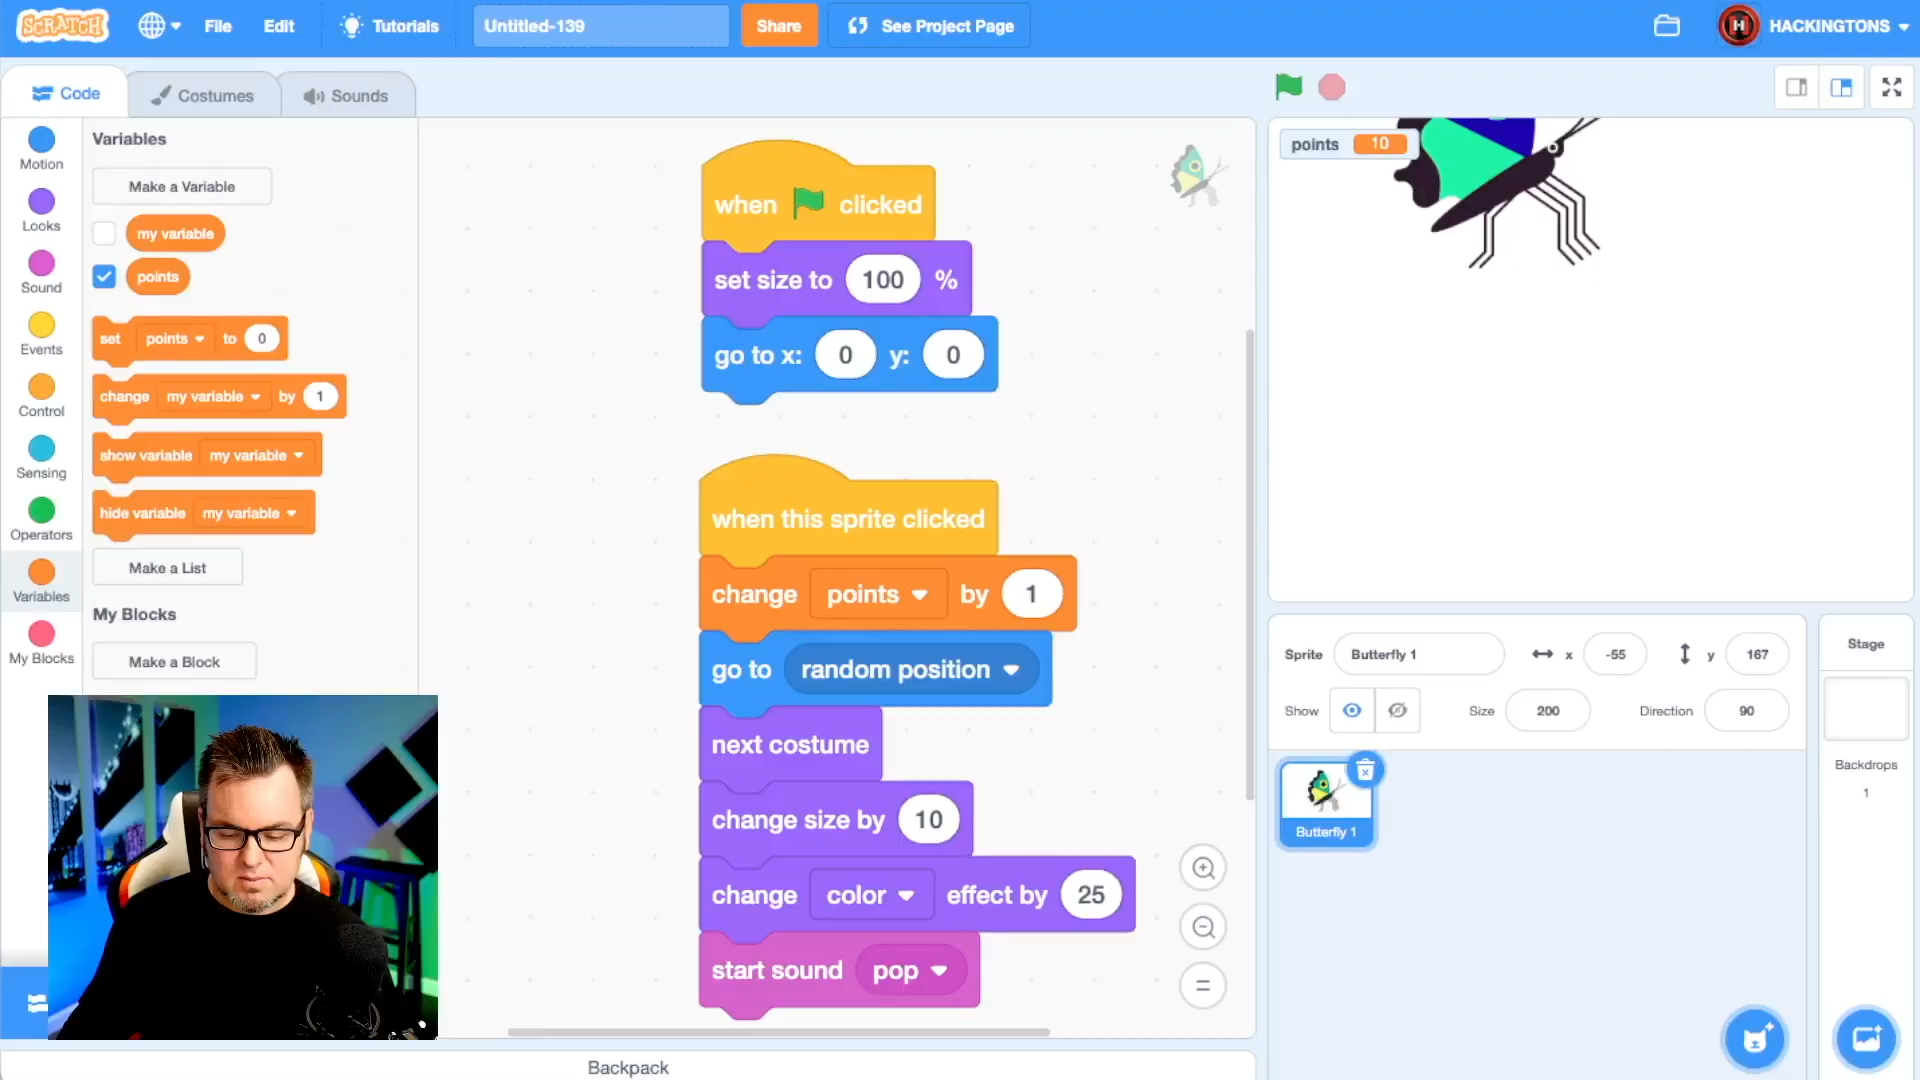 SCRATCH File Edit Tutorials Untitled-139 Share See Project Page HACKINGTONS
Code Costumes Sounds
Motion
Looks
Sound
Events
Control
Sensing
Operators
Variables
My Blocks
Variables
Make a Variable
my variable
points
set points to 0
change my variable by 1
show variable my variable
hide variable my variable
Make a List
My Blocks
Make a Block
when clicked
set size to 100 %
go to x: 0 y: 0
when this sprite clicked
change points by 1
go to random position
next costume
change size by 10
change color effect by 25
start sound pop
Backpack
points 10
Sprite Butterfly 1 x -55 y 167
Show Size 200 Direction 90
Butterfly 1
Stage
Backdrops
1